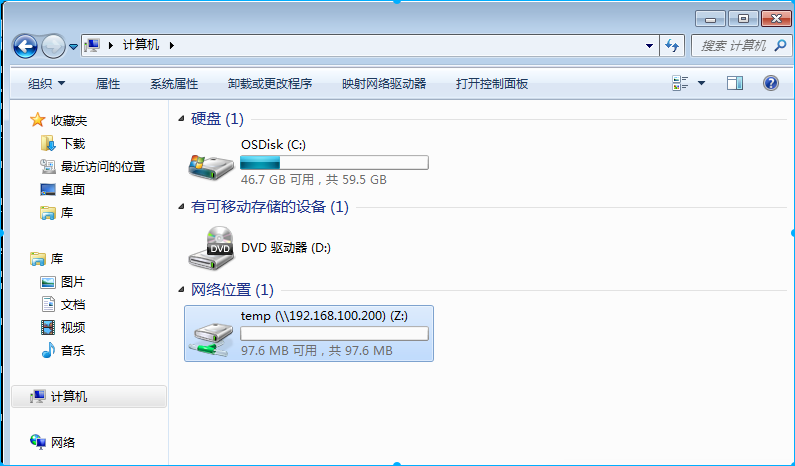 计算机
搜索 计算机
组织 属性 系统属性 卸载或更改程序 映射网络驱动器 打开控制面板
收藏夹
下载
最近访问的位置
桌面
库
库
图片
文档
视频
音乐
计算机
网络
硬盘 (1)
OSDisk (C:)
46.7 GB 可用，共 59.5 GB
有可移动存储的设备 (1)
DVD
DVD 驱动器 (D:)
网络位置 (1)
temp (\\192.168.100.200) (Z:)
97.6 MB 可用，共 97.6 MB